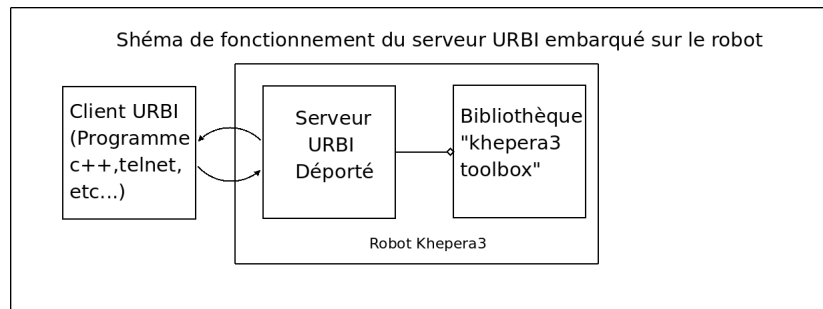 Shéma de fonctionnement du serveur URBI embarqué sur le robot
Client URBI
(Programme
c++,telnet,
etc...)
Serveur
URBI
Déporté
Bibliothèque
"khepera3
toolbox"
Robot Khepera3